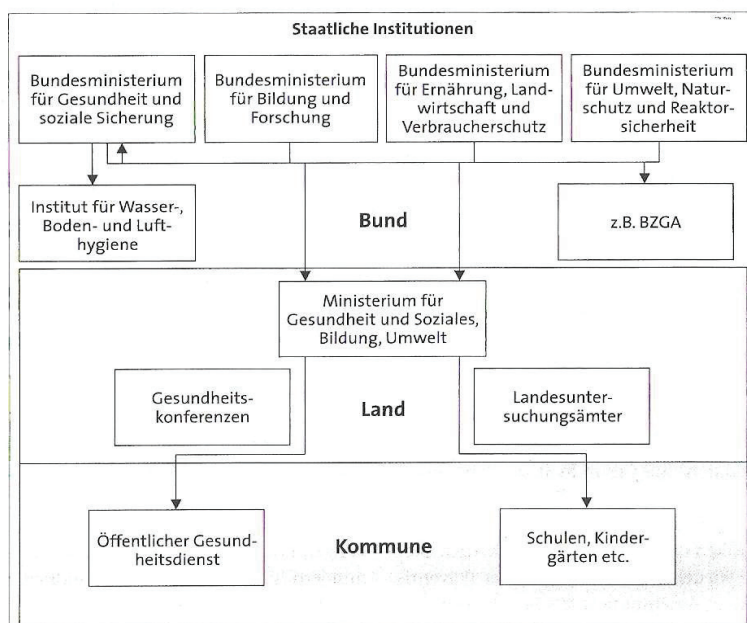 Staatliche Institutionen
Bundesministerium
für Gesundheit und
soziale Sicherung
Bundesministerium
für Bildung und
Forschung
Bundesministerium
für Ernährung, Land-
wirtschaft und
Verbraucherschutz
Bundesministerium
für Umwelt, Natur-
schutz und Reaktor-
sicherheit
Institut für Wasser-,
Boden- und Luft-
hygiene
Bund
z.B. BZGA
Ministerium für
Gesundheit und Soziales,
Bildung, Umwelt
Gesundheits-
konferenzen
Land
Landesunter-
suchungsämter
Öffentlicher Gesund-
heitsdienst
Kommune
Schulen, Kinder-
gärten etc.